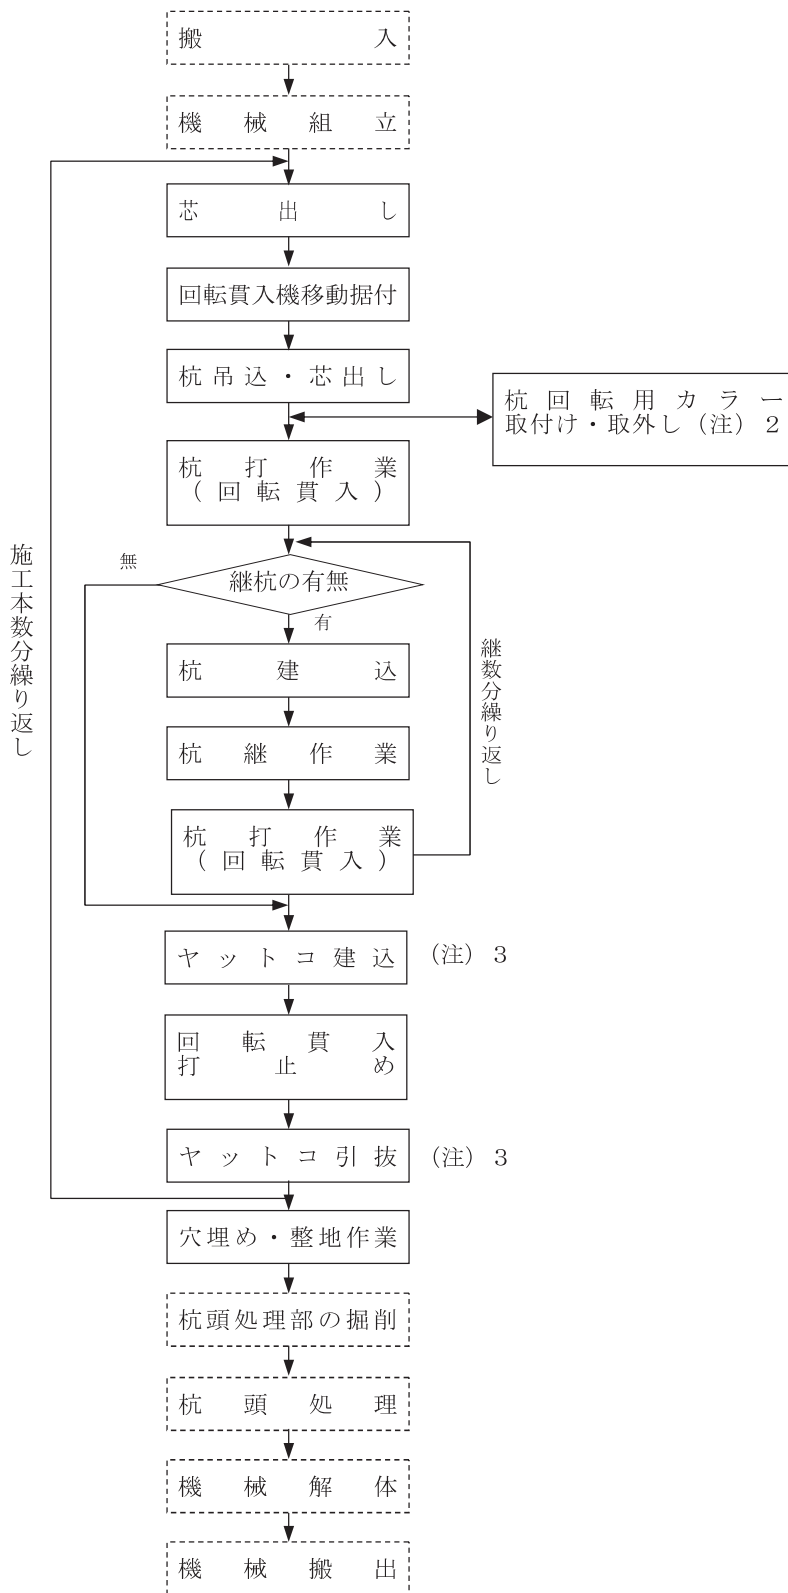 搬入
機械組立
芯出し
回転貫入機移動据付
杭吊込・芯出し
杭回転用カラー
取付け・取外し（注）２
杭打作業
（回転貫入）
無
継杭の有無
有
施工本数分繰り返し
杭建込
継数分繰り返し
杭継作業
杭打作業
（回転貫入）
ヤットコ建込
（注）３
回転貫入
打止め
ヤットコ引抜
（注）３
穴埋め・整地作業
杭頭処理部の掘削
杭頭処理
機械解体
機械搬出